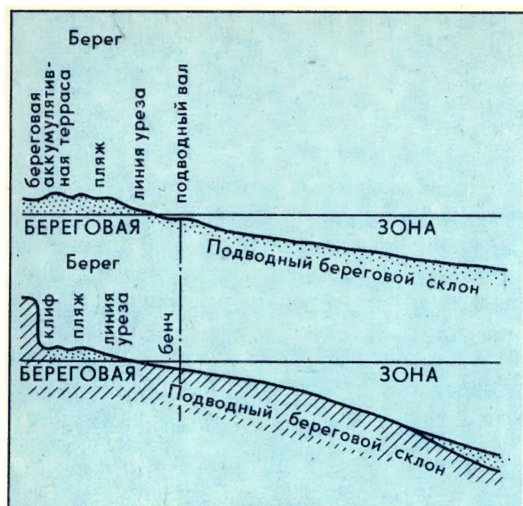 Берег
береговая
аккумулятив-
ная терраса
пляж
линия уреза
подводный вал
БЕРЕГОВАЯ ЗОНА
Подводный береговой склон
Берег
клиф
пляж
линия
уреза
бенч
БЕРЕГОВАЯ ЗОНА
Подводный береговой склон